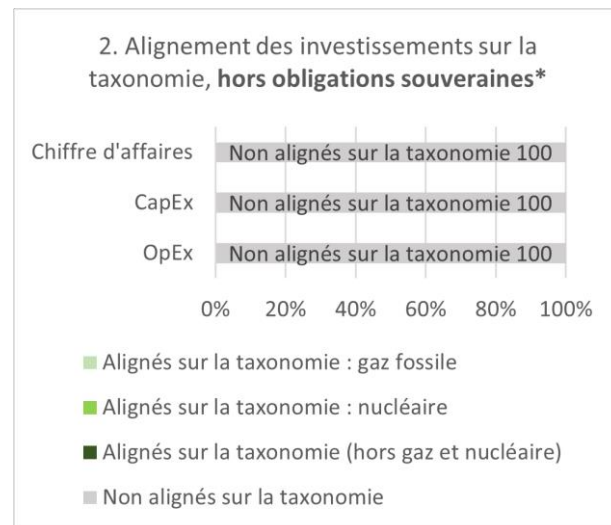 2. Alignement des investissements sur la
taxonomie, hors obligations souveraines*
Chiffre d'affaires
Non alignés sur la taxonomie 100
CapEx
Non alignés sur la taxonomie 100
OpEx
Non alignés sur la taxonomie 100
0% 20% 40% 60% 80% 100%
Alignés sur la taxonomie : gaz fossile
Alignés sur la taxonomie : nucléaire
Alignés sur la taxonomie (hors gaz et nucléaire)
Non alignés sur la taxonomie